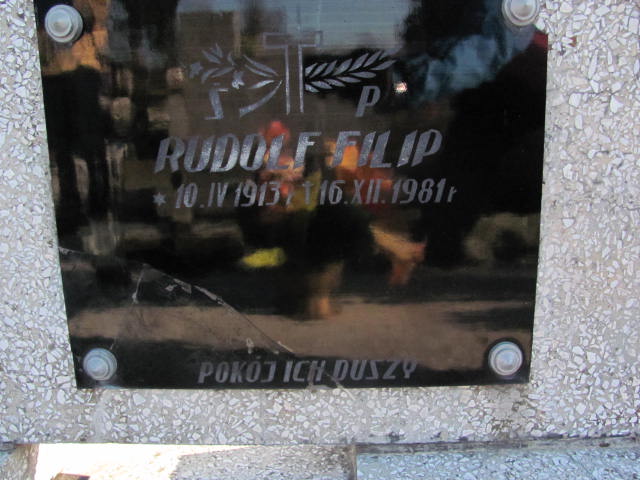 Ś P
RUDOLF FILIP
* 10.IV 1913 r †16.XII.1981 r
POKÓJ ICH DUSZY